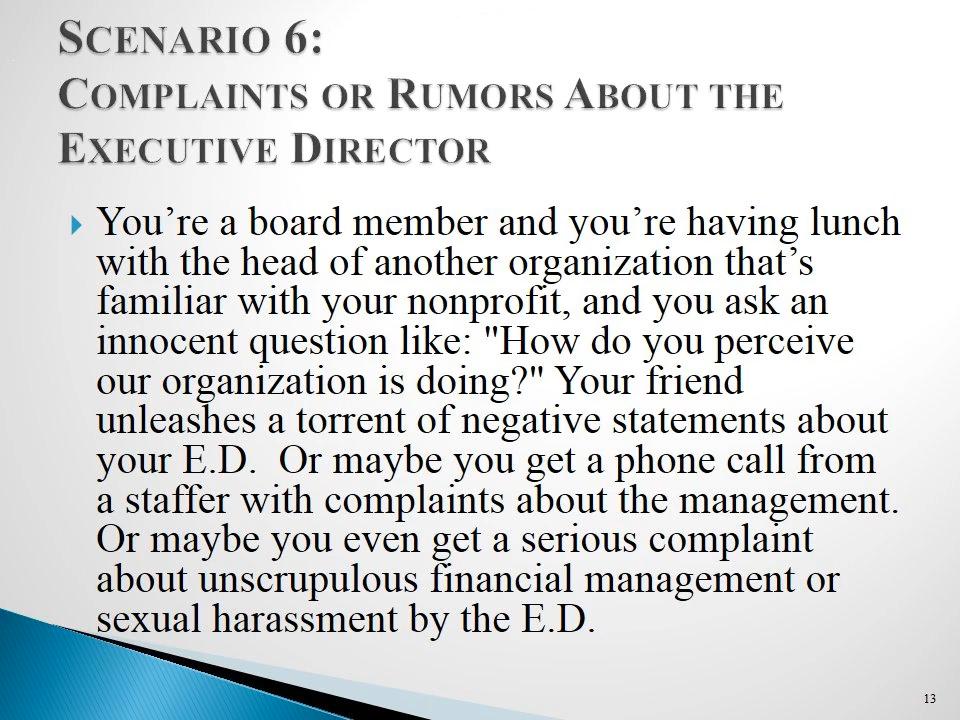 SCENARIO 6:
COMPLAINTS OR RUMORS ABOUT THE
EXECUTIVE DIRECTOR
You’re a board member and you’re having lunch
with the head of another organization that’s
familiar with your nonprofit, and you ask an
innocent question like: "How do you perceive
our organization is doing?" Your friend
unleashes a torrent of negative statements about
your E.D.  Or maybe you get a phone call from
a staffer with complaints about the management.
Or maybe you even get a serious complaint
about unscrupulous financial management or
sexual harassment by the E.D.
13